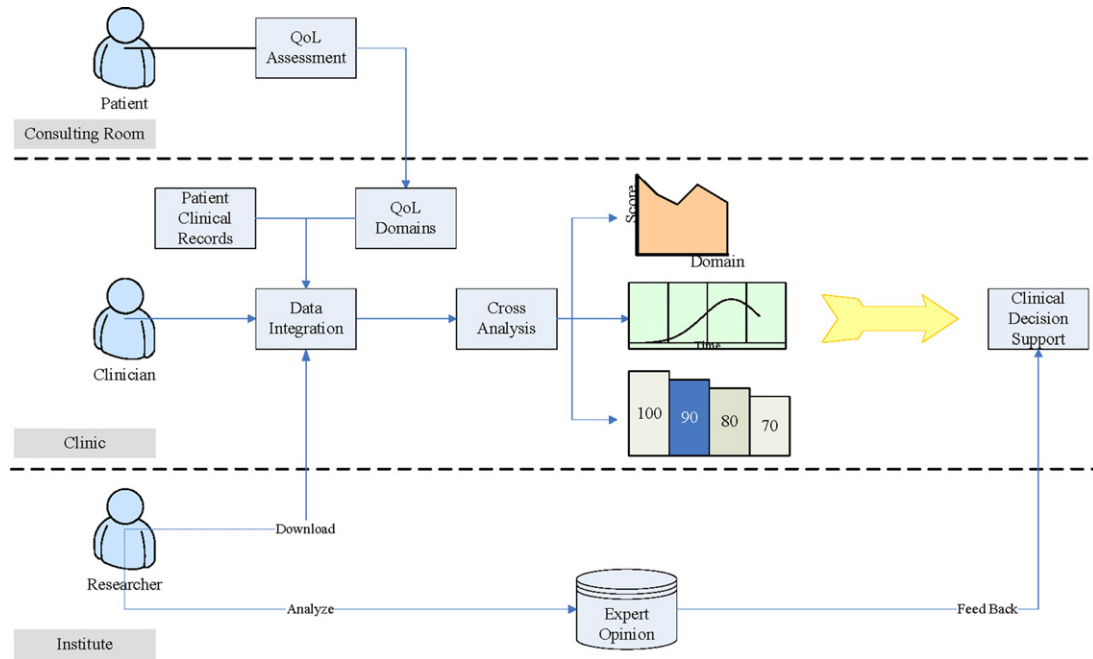 QoL
Assessment
Patient
Consulting Room
Patient
Clinical
Records
QoL
Domains
Score
Domain
Clinician
Data
Integration
Cross
Analysis
Time
Clinical
Decision
Support
100
90
80
70
Clinic
Researcher
Download
Analyze
Expert
Opinion
Feed Back
Institute